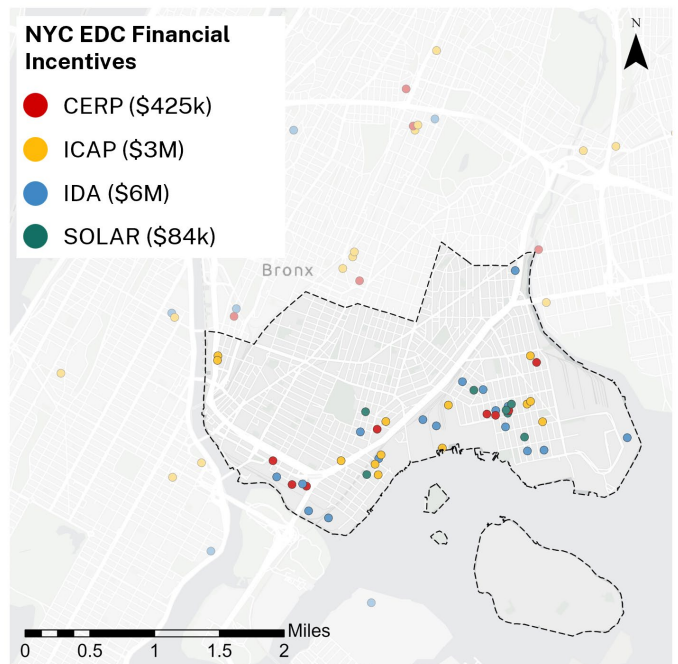 NYC EDC Financial
Incentives
CERP ($425k)
ICAP ($3M)
IDA ($6M)
SOLAR ($84k)
N
Bronx
Miles
0 0.5 1 1.5 2